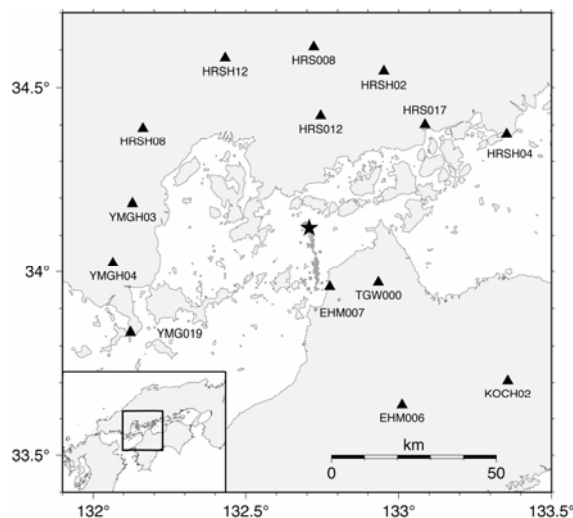 HRS008
HRSH12
HRSH02
34.5°
HRS017
HRS012
HRSH08
HRSH04
YMGH03
YMGH04
34°
TGW000
EHM007
YMG019
KOCH02
EHM006
km
33.5°
0 50
132° 132.5° 133° 133.5°